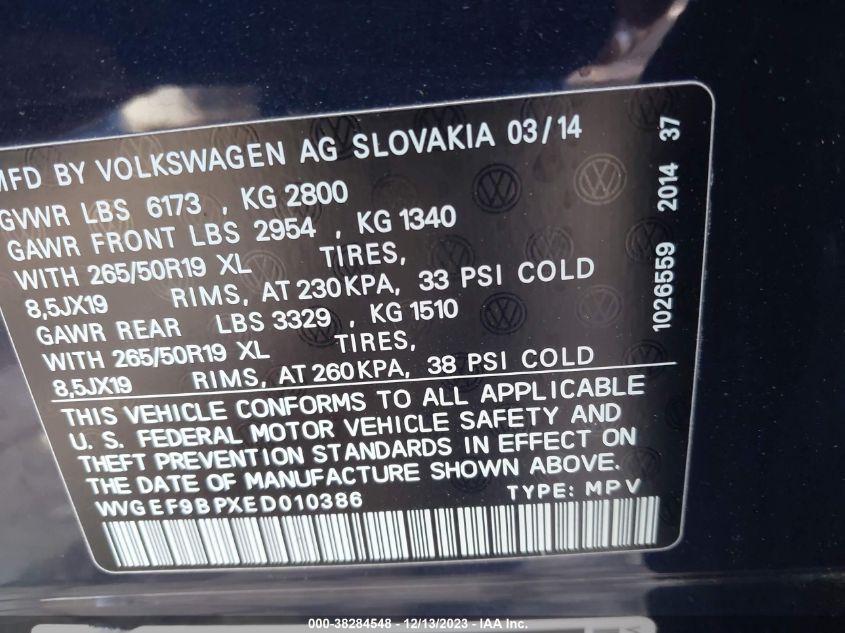 MFD BY VOLKSWAGEN AG SLOVAKIA 03/14
GVWR LBS 6173 , KG 2800
GAWR FRONT LBS 2954 , KG 1340
WITH 265/50R19 XL TIRES,
8,5JX19 RIMS, AT 230 KPA, 33 PSI COLD
GAWR REAR LBS 3329 , KG 1510
WITH 265/50R19 XL TIRES,
8,5JX19 RIMS, AT 260 KPA, 38 PSI COLD
THIS VEHICLE CONFORMS TO ALL APPLICABLE
U. S. FEDERAL MOTOR VEHICLE SAFETY AND
THEFT PREVENTION STANDARDS IN EFFECT ON
THE DATE OF MANUFACTURE SHOWN ABOVE.
WVGEF9BPXED010386 TYPE: MPV
1026559 2014 37
000-38284548 - 12/13/2023 - IAA Inc.